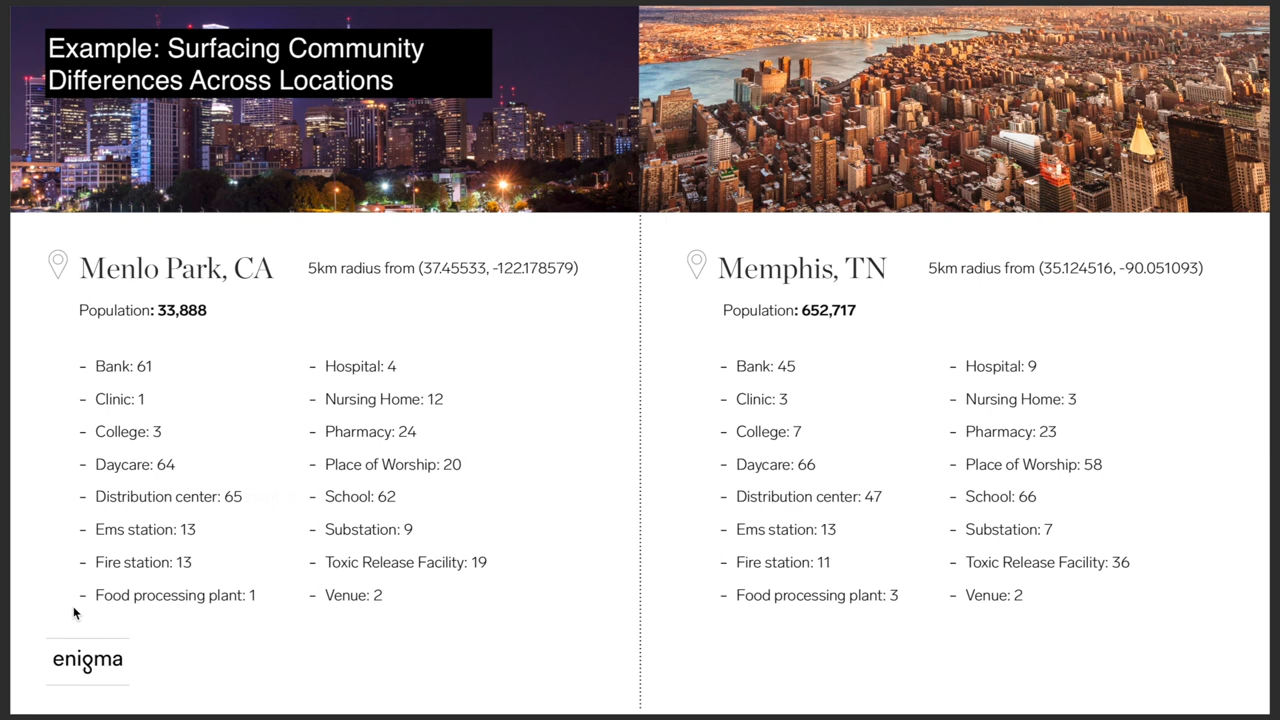 Example: Surfacing Community
Differences Across Locations
Menlo Park, CA
5km radius from (37.45533, -122.178579)
Population: 33,888
- Bank: 61
- Clinic: 1
- College: 3
- Daycare: 64
- Distribution center: 65
- Ems station: 13
- Fire station: 13
- Food processing plant: 1
- Hospital: 4
- Nursing Home: 12
- Pharmacy: 24
- Place of Worship: 20
- School: 62
- Substation: 9
- Toxic Release Facility: 19
- Venue: 2
Memphis, TN
5km radius from (35.124516, -90.051093)
Population: 652,717
- Bank: 45
- Clinic: 3
- College: 7
- Daycare: 66
- Distribution center: 47
- Ems station: 13
- Fire station: 11
- Food processing plant: 3
- Hospital: 9
- Nursing Home: 3
- Pharmacy: 23
- Place of Worship: 58
- School: 66
- Substation: 7
- Toxic Release Facility: 36
- Venue: 2
enigma